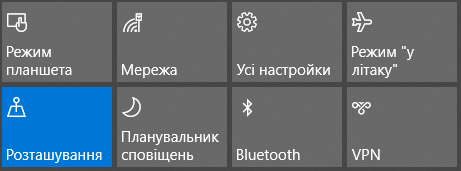 Режим
планшета
Мережа
Усі настройки
Режим "у
літаку"
Розташування
Планувальник
сповіщень
Bluetooth
VPN